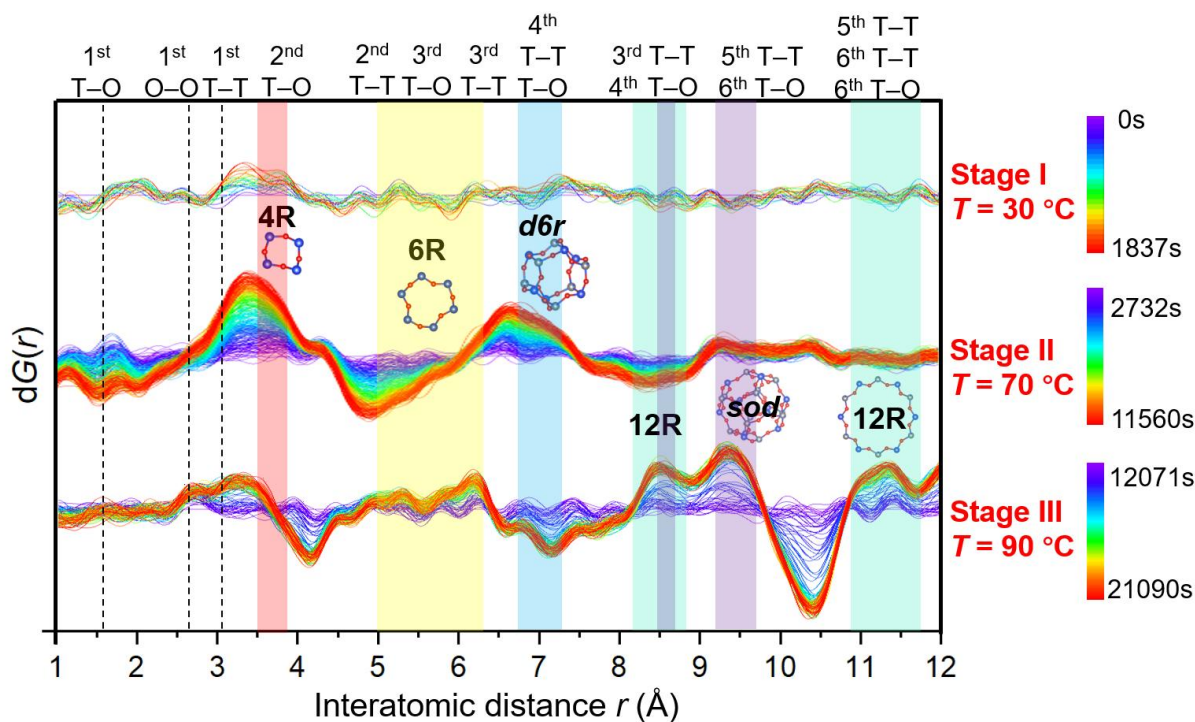 4th
5th T–T
1st 1st 1st 2nd 2nd 3rd 3rd T–T 3rd T–T 5th T–T 6th T–T
T–O O–O T–T T–O T–T T–O T–T T–O 4th T–O 6th T–O 6th T–O
0s
Stage I
T = 30 °C
1837s
4R
6R
d6r
2732s
dG(r)
Stage II
T = 70 °C
12R
sod
12R
11560s
12071s
Stage III
T = 90 °C
21090s
1 2 3 4 5 6 7 8 9 10 11 12
Interatomic distance r (Å)